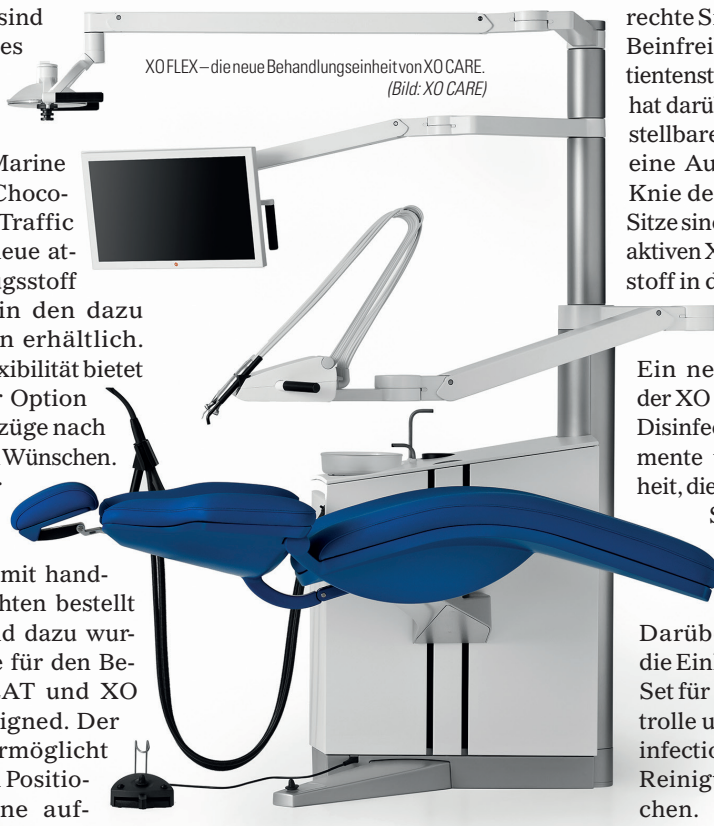 sind
es
Marine
Choco-
Traffic
neue at-
gsstoff
in den dazu
n erhältlich.
xibilität bietet
Option
züge nach
Wünschen.
mit hand-
chten bestellt
d dazu wur-
e für den Be-
AT und XO
igned. Der
rmöglicht
Positio-
ne auf-
XO FLEX – die neue Behandlungseinheit von XO CARE.
(Bild: XO CARE)
rechte S
Beinfrei
tientenst
hat darü
stellbare
eine Au
Knie de
Sitze sind
aktiven X
stoff in d
Ein ne
der XO
Disinfec
mente
heit, die
S
Darüb
die Einl
Set für
trolle u
infectio
Reinig
chen.